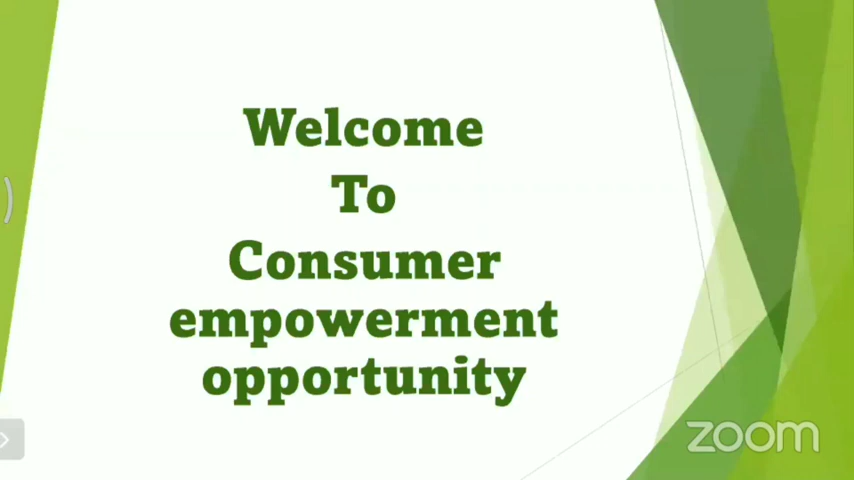 Welcome
To
Consumer
empowerment
opportunity
zoom